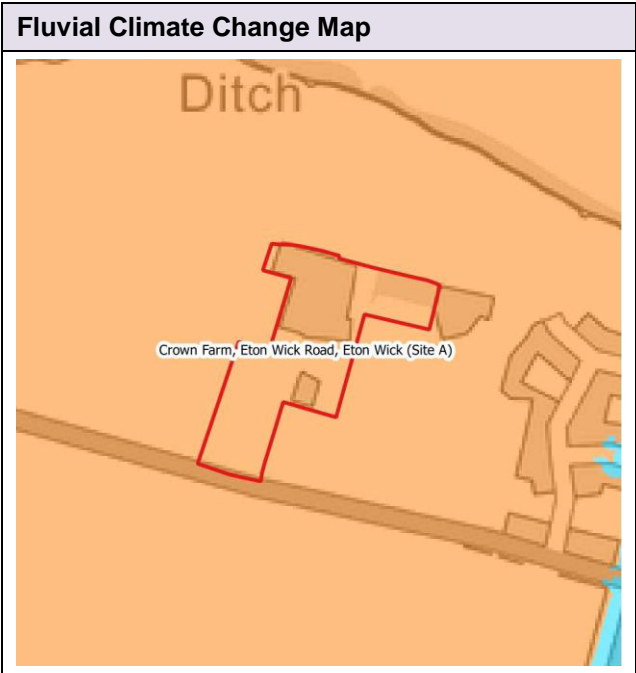 Fluvial Climate Change Map
Ditch
Crown Farm, Eton Wick Road, Eton Wick (Site A)